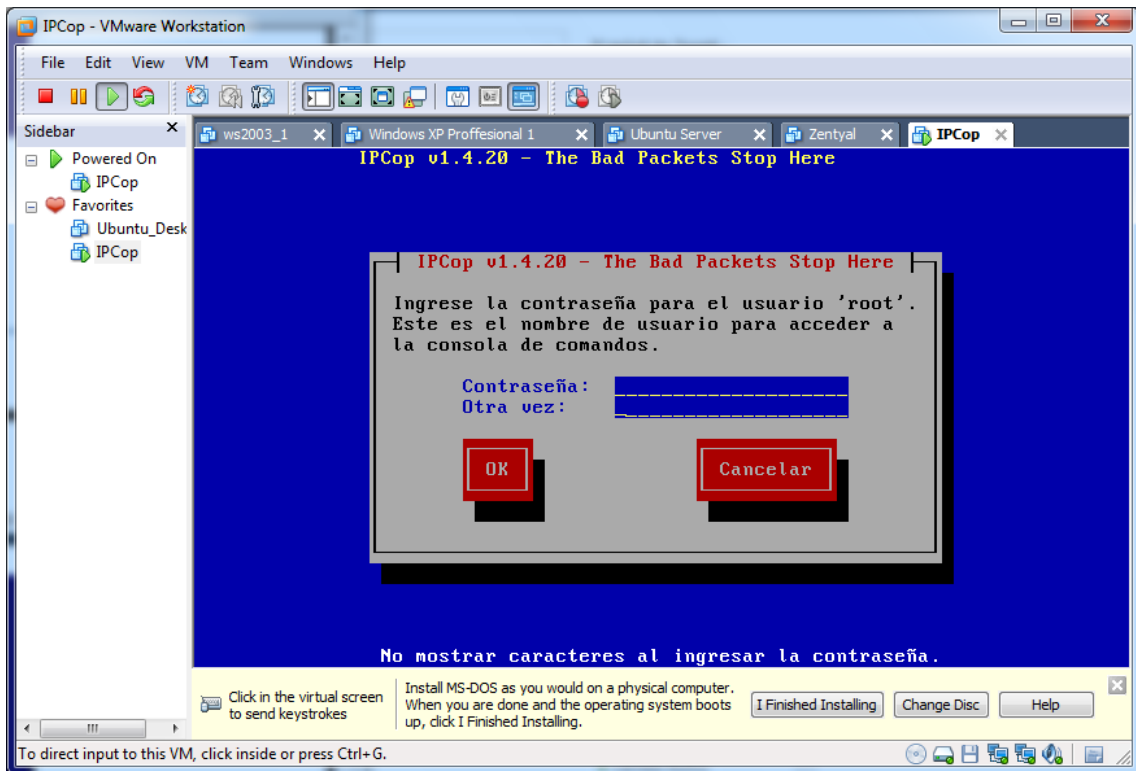 IPCop - VMware Workstation
File Edit View VM Team Windows Help
Sidebar
Powered On
IPCop
Favorites
Ubuntu_Desk
IPCop
ws2003_1
Windows XP Proffesional 1
Ubuntu Server
Zentyal
IPCop
IPCop v1.4.20 - The Bad Packets Stop Here
IPCop v1.4.20 - The Bad Packets Stop Here
Ingrese la contraseña para el usuario 'root'.
Este es el nombre de usuario para acceder a
la consola de comandos.
Contraseña:
Otra vez:
OK
Cancelar
No mostrar caracteres al ingresar la contraseña.
Click in the virtual screen
to send keystrokes
Install MS-DOS as you would on a physical computer.
When you are done and the operating system boots
up, click I Finished Installing.
I Finished Installing
Change Disc
Help
To direct input to this VM, click inside or press Ctrl+G.